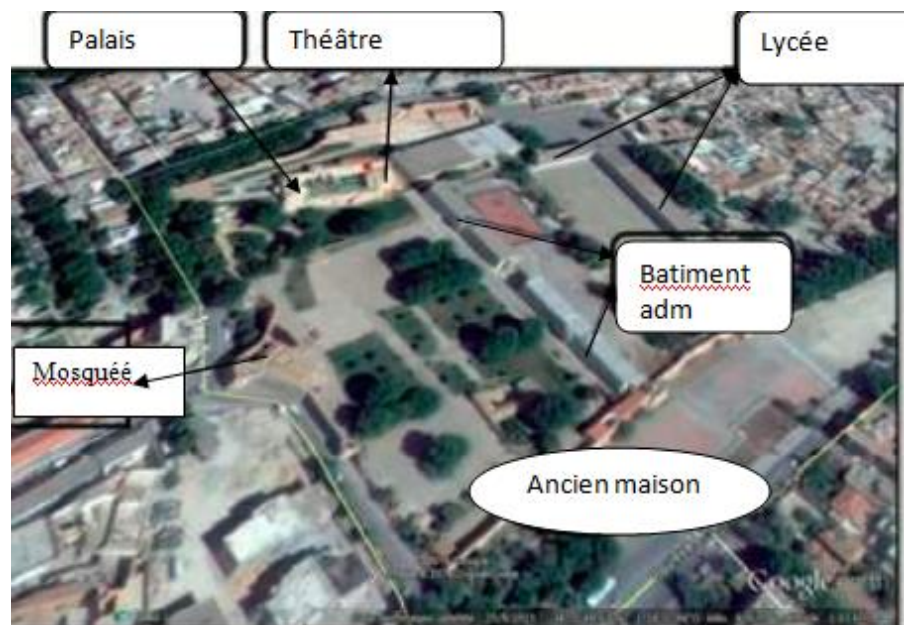 Palais
Théâtre
Lycée
Batiment
adm
Mosquéé
Ancien maison
Google